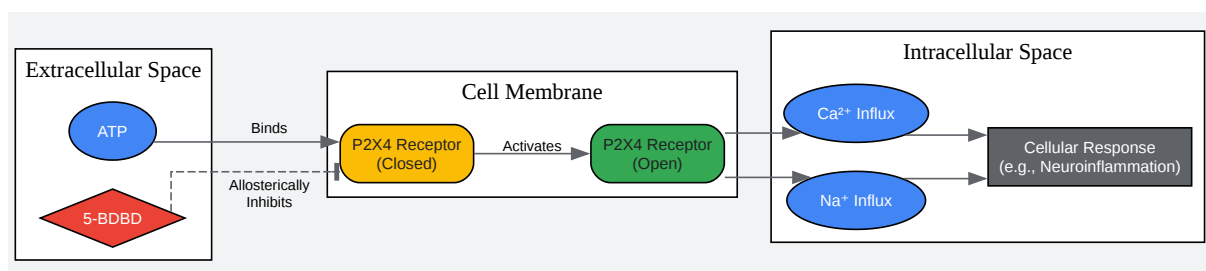 Extracellular Space
ATP
5-BDBD
Binds
Allosterically
Inhibits
Cell Membrane
P2X4 Receptor
(Closed)
Activates
P2X4 Receptor
(Open)
Intracellular Space
Ca²⁺ Influx
Na⁺ Influx
Cellular Response
(e.g., Neuroinflammation)